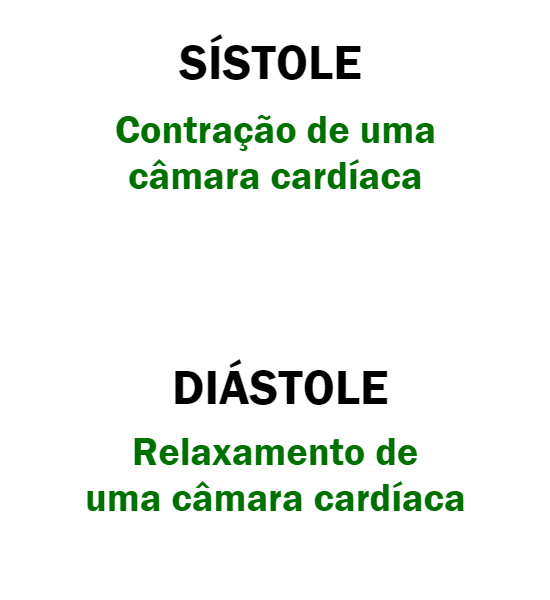 SÍSTOLE
Contração de uma
câmara cardíaca
DIÁSTOLE
Relaxamento de
uma câmara cardíaca